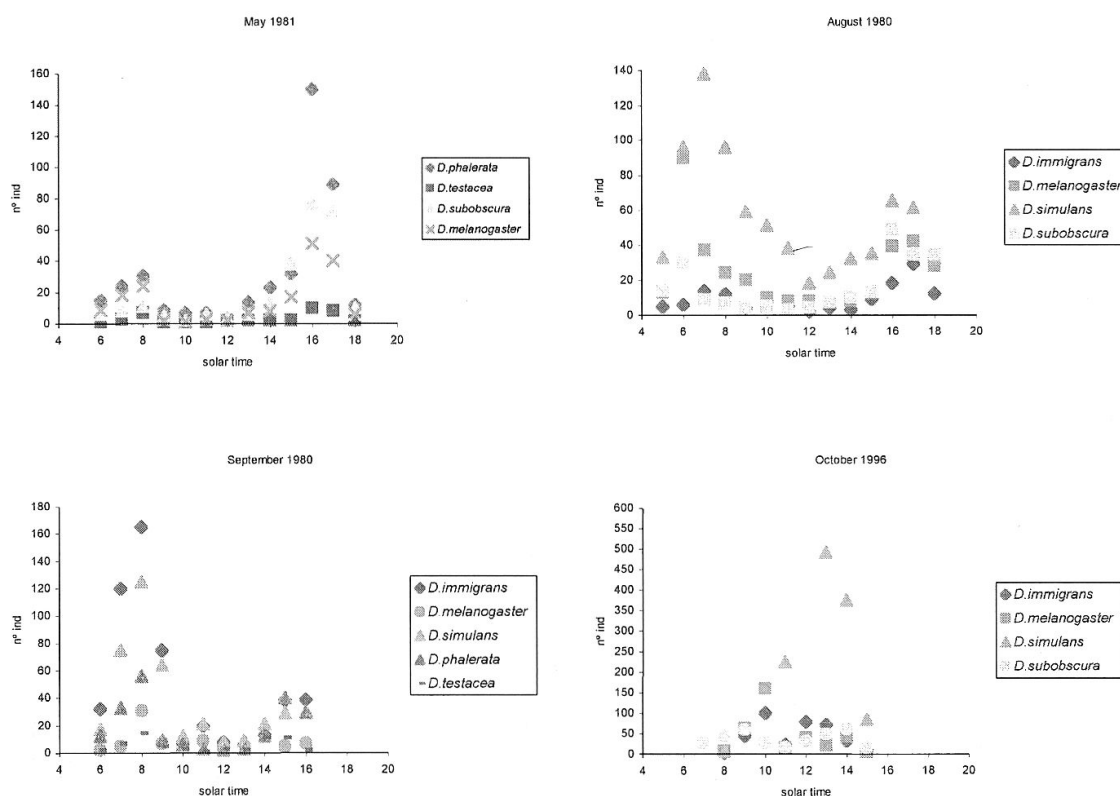 May 1981
160
140
120
100
80
60
40
20
0
nº ind
4 6 8 10 12 14 16 18 20
solar time
D.phalerata
D.testacea
D.subobscura
D.melanogaster
August 1980
140
120
100
80
60
40
20
0
nº ind
4 6 8 10 12 14 16 18 20
solar time
D.immigrans
D.melanogaster
D.simulans
D.subobscura
September 1980
180
160
140
120
100
80
60
40
20
0
nº ind
4 6 8 10 12 14 16 18 20
solar time
D.immigrans
D.melanogaster
D.simulans
D.phalerata
D.testacea
October 1996
600
550
500
450
400
350
300
250
200
150
100
50
0
nº ind
4 6 8 10 12 14 16 18 20
solar time
D.immigrans
D.melanogaster
D.simulans
D.subobscura